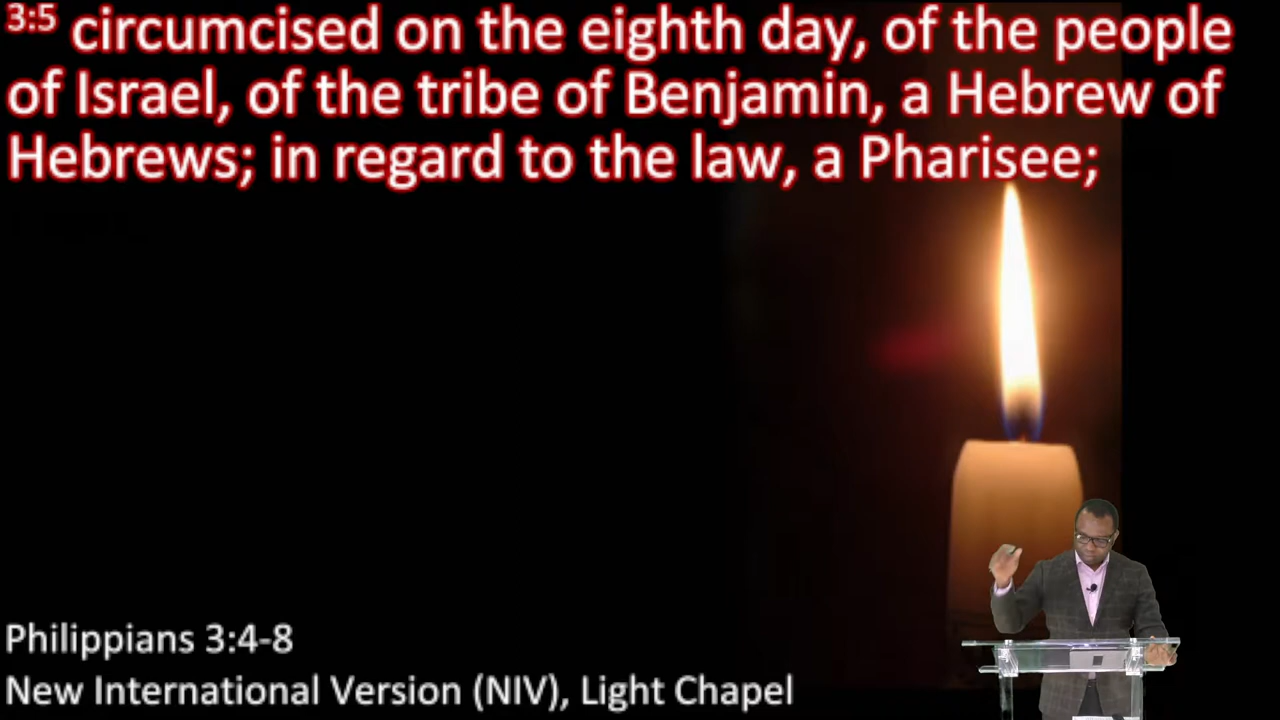 3:5 circumcised on the eighth day, of the people
of Israel, of the tribe of Benjamin, a Hebrew of
Hebrews; in regard to the law, a Pharisee;
Philippians 3:4-8
New International Version (NIV), Light Chapel